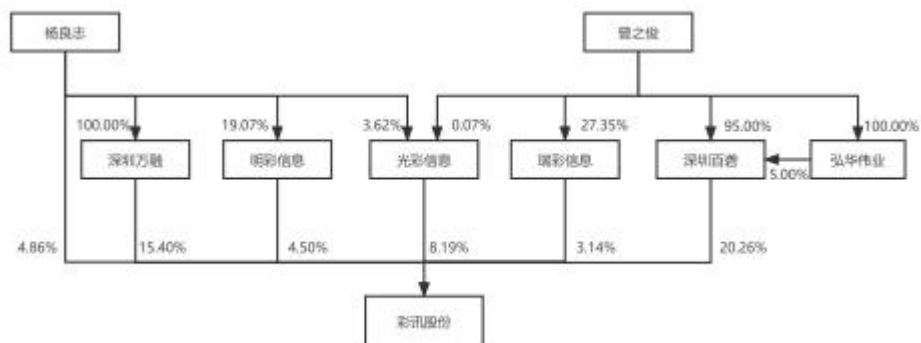 杨良志
曾之俊
100.00%
19.07%
3.62%
0.07%
27.35%
95.00%
100.00%
深圳万融
明彩信息
光彩信息
瑞彩信息
深圳百砻
弘华伟业
5.00%
4.86%
15.40%
4.50%
8.19%
3.14%
20.26%
彩讯股份